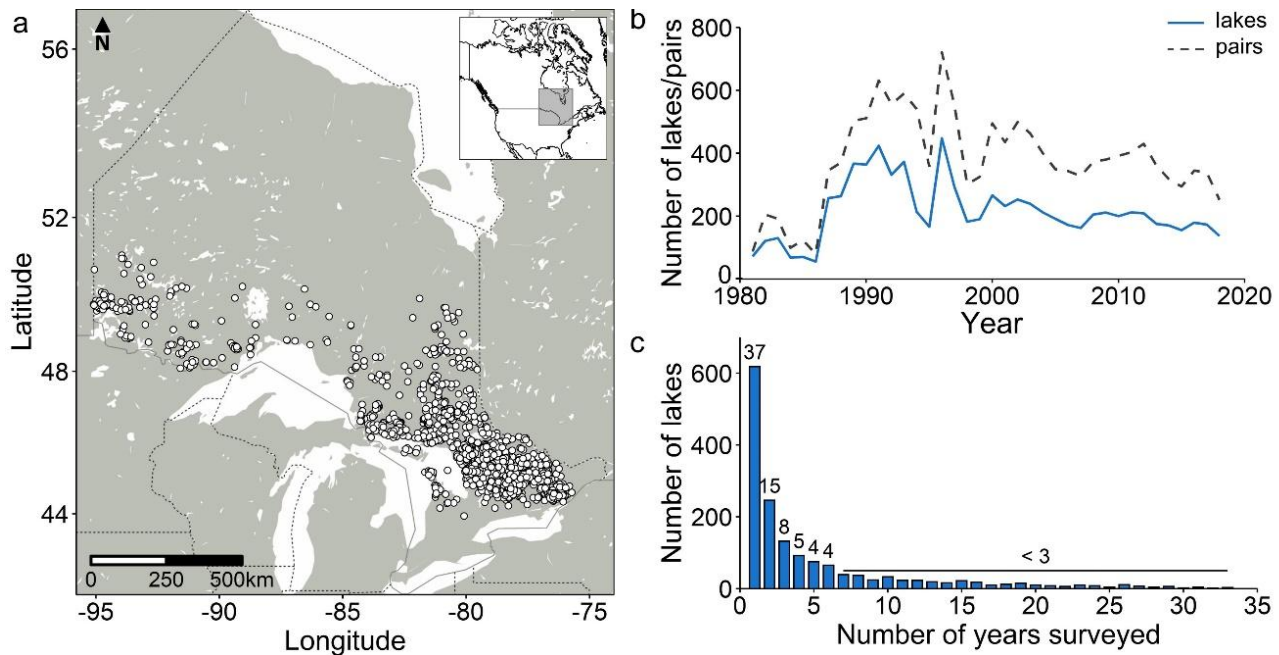 a
N
56
52
48
44
Latitude
0 250 500km
-95 -90 -85 -80 -75
Longitude
b
lakes
pairs
800
600
400
200
0
Number of lakes/pairs
1980 1990 2000 2010 2020
Year
c
600
400
200
0
Number of lakes
37
15
8
5
4
4
< 3
0 5 10 15 20 25 30 35
Number of years surveyed